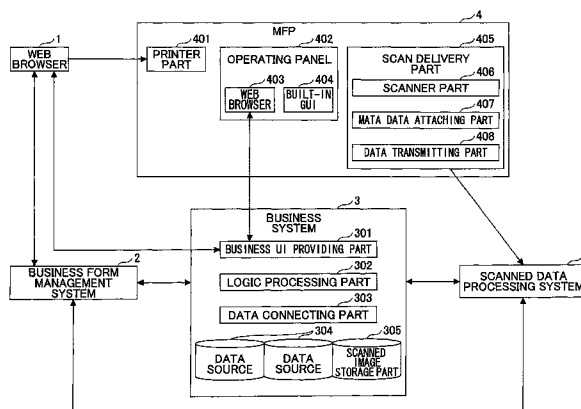 4
MFP
1
WEB
BROWSER
401
PRINTER
PART
402
OPERATING PANEL
403
WEB
BROWSER
404
BUILT-IN
GUI
405
SCAN DELIVERY
PART
406
SCANNER PART
407
MATA DATA ATTACHING PART
408
DATA TRANSMITTING PART
3
BUSINESS
SYSTEM
301
BUSINESS UI PROVIDING PART
302
LOGIC PROCESSING PART
303
DATA CONNECTING PART
304
305
DATA
SOURCE
DATA
SOURCE
SCANNED
IMAGE
STORAGE PART
2
BUSINESS FORM
MANAGEMENT
SYSTEM
SCANNED DATA
PROCESSING SYSTEM